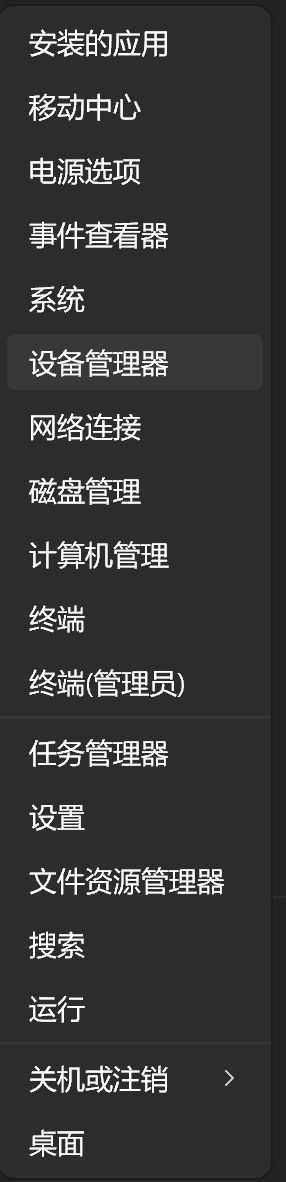 安装的应用
移动中心
电源选项
事件查看器
系统
设备管理器
网络连接
磁盘管理
计算机管理
终端
终端(管理员)
任务管理器
设置
文件资源管理器
搜索
运行
关机或注销
桌面